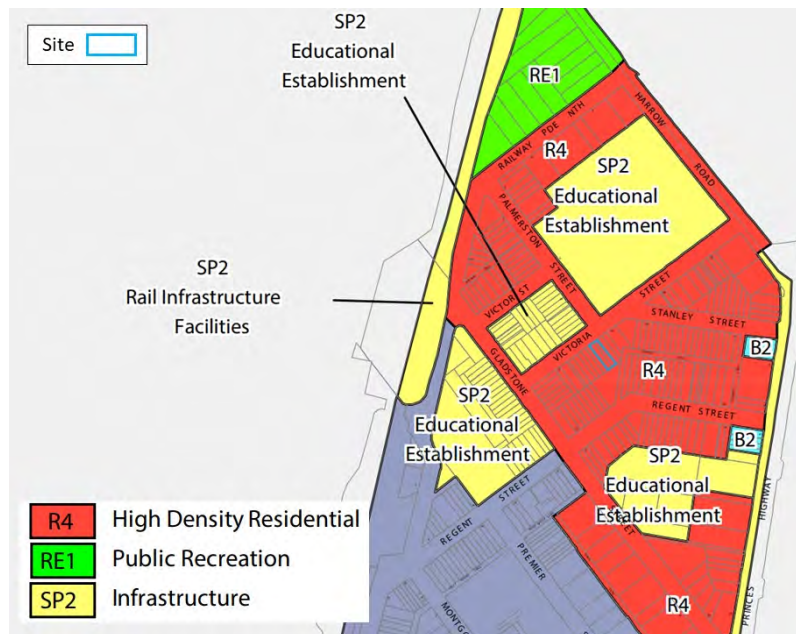 Site
SP2
Educational
Establishment
RE1
RAILWAY PDE NTH
HARROW ROAD
R4
SP2
Educational
Establishment
PALMERSTON STREET
SP2
Rail Infrastructure
Facilities
VICTOR ST
VICTORIA STREET
STANLEY STREET
B2
GLADSTONE
R4
SP2
Educational
Establishment
REGENT STREET
B2
SP2
Educational
Establishment
STREET
REGENT STREET
PREMIER
HIGHWAY
PRINCES
R4
R4 High Density Residential
RE1 Public Recreation
SP2 Infrastructure